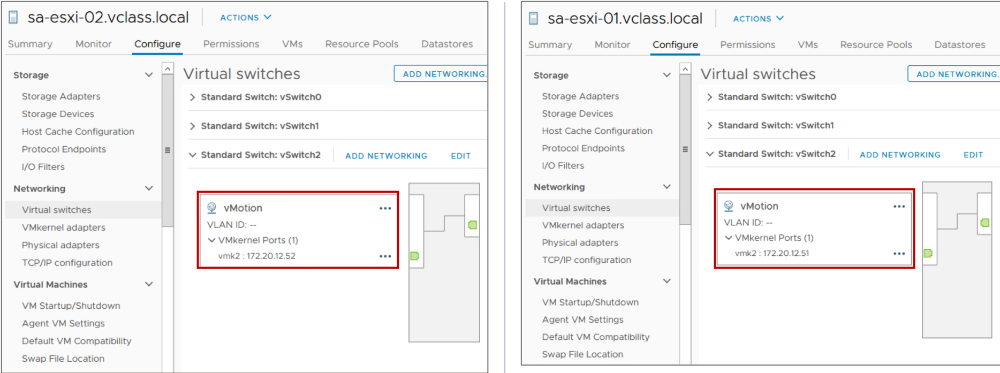 sa-esxi-02.vclass.local
ACTIONS
Summary Monitor Configure Permissions VMs Resource Pools Datastores
Storage
Storage Adapters
Storage Devices
Host Cache Configuration
Protocol Endpoints
I/O Filters
Networking
Virtual switches
VMkernel adapters
Physical adapters
TCP/IP configuration
Virtual Machines
VM Startup/Shutdown
Agent VM Settings
Default VM Compatibility
Swap File Location
Virtual switches
ADD NETWORKING.
Standard Switch: vSwitch0
Standard Switch: vSwitch1
Standard Switch: vSwitch2 ADD NETWORKING EDIT
vMotion ...
VLAN ID: --
VMkernel Ports (1)
vmk2 : 172.20.12.52 ...
sa-esxi-01.vclass.local
ACTIONS
Summary Monitor Configure Permissions VMs Resource Pools Datastores
Storage
Storage Adapters
Storage Devices
Host Cache Configuration
Protocol Endpoints
I/O Filters
Networking
Virtual switches
VMkernel adapters
Physical adapters
TCP/IP configuration
Virtual Machines
VM Startup/Shutdown
Agent VM Settings
Default VM Compatibility
Swap File Location
Virtual switches
ADD NETWORKING.
Standard Switch: vSwitch0
Standard Switch: vSwitch1
Standard Switch: vSwitch2 ADD NETWORKING EDIT
vMotion ...
VLAN ID: --
VMkernel Ports (1)
vmk2 : 172.20.12.51 ...